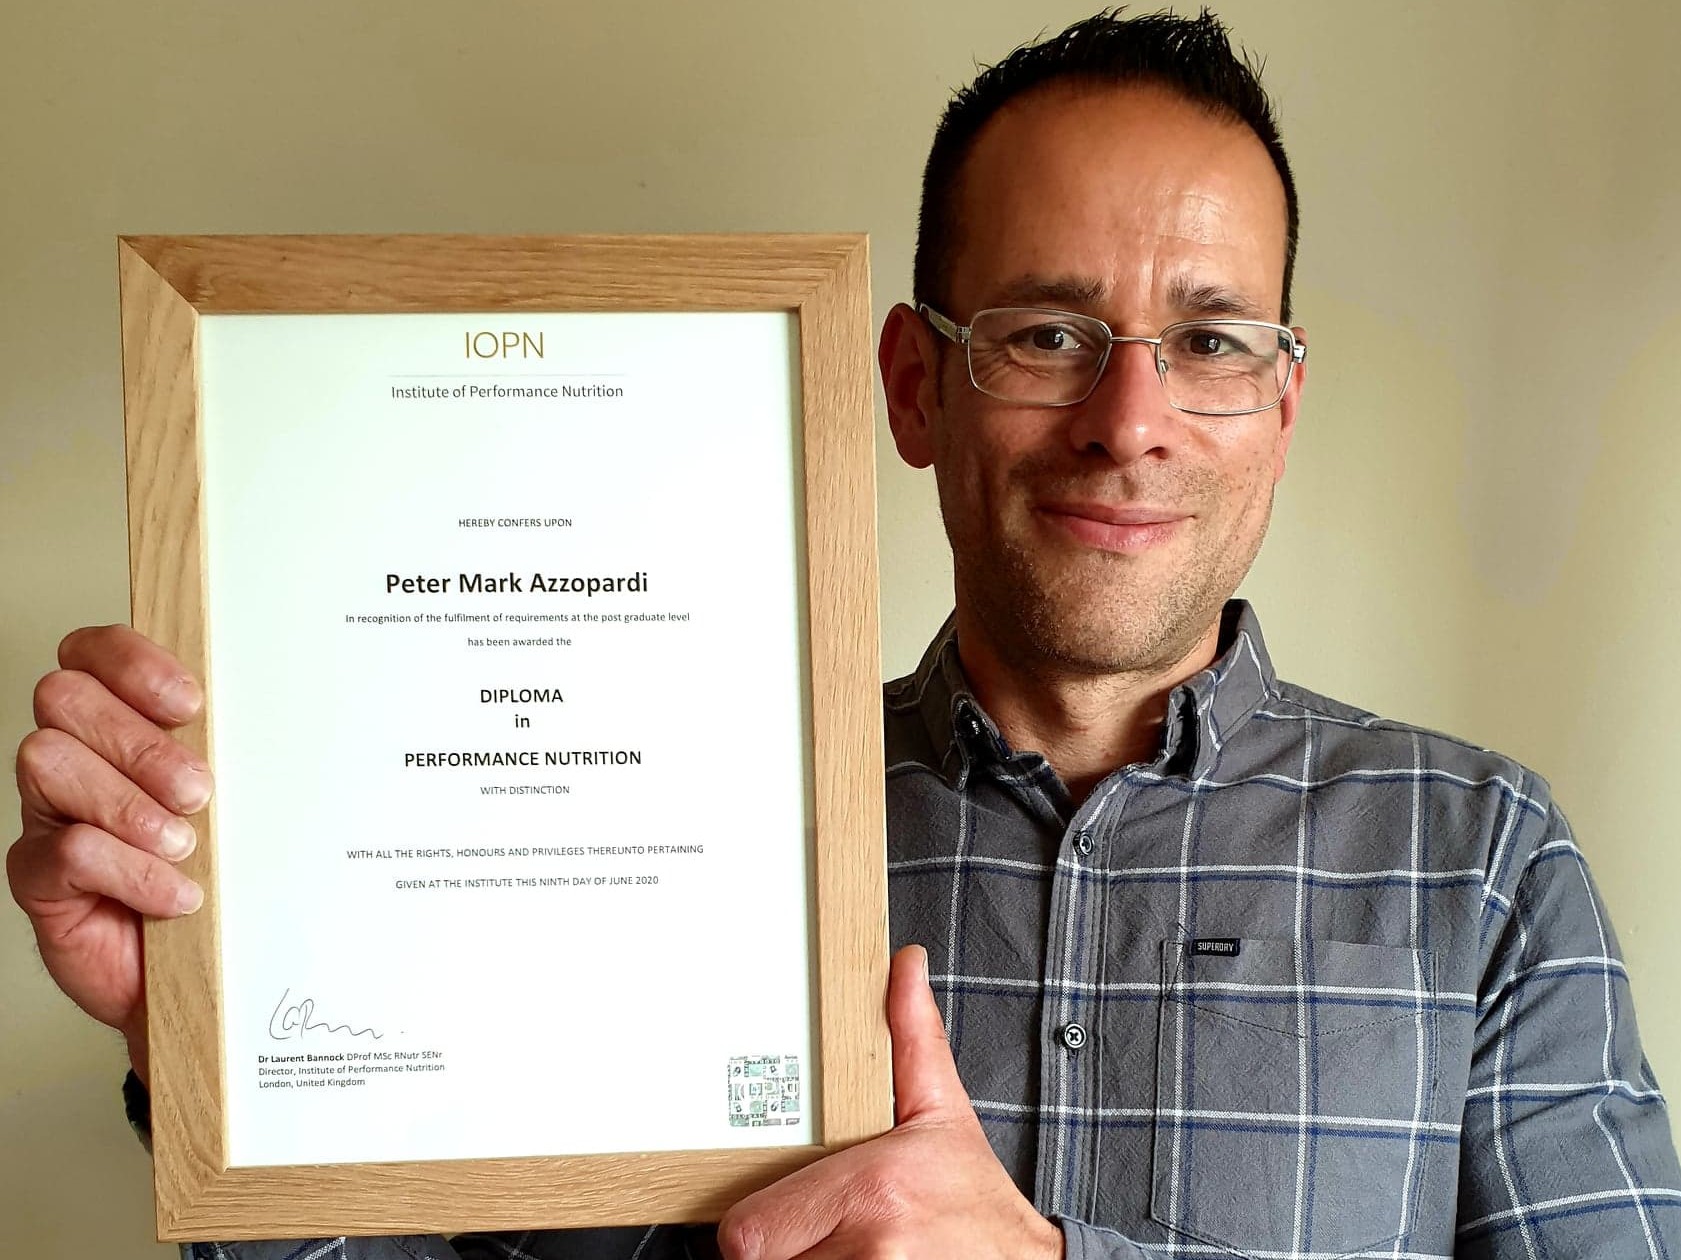 IOPN
Institute of Performance Nutrition
HEREBY CONFERS UPON
Peter Mark Azzopardi
In recognition of the fulfilment of requirements at the post graduate level
has been awarded the
DIPLOMA
in
PERFORMANCE NUTRITION
WITH DISTINCTION
WITH ALL THE RIGHTS, HONOURS AND PRIVILEGES THEREUNTO PERTAINING
GIVEN AT THE INSTITUTE THIS NINTH DAY OF JUNE 2020
Dr Laurent Bannock DProf MSc RNutr SENr
Director, Institute of Performance Nutrition
London, United Kingdom
SUPERDRY